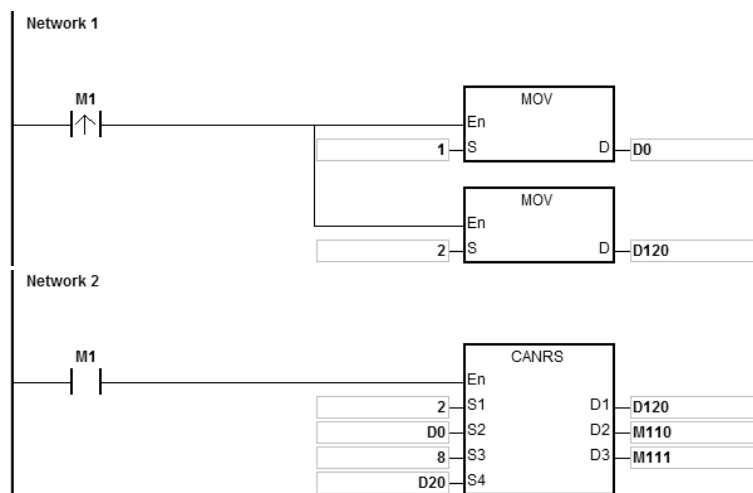 Network 1
M1
MOV
En
1 S D D0
MOV
En
2 S D D120
Network 2
M1
CANRS
En
2 S1 D1 D120
D0 S2 D2 M110
8 S3 D3 M111
D20 S4